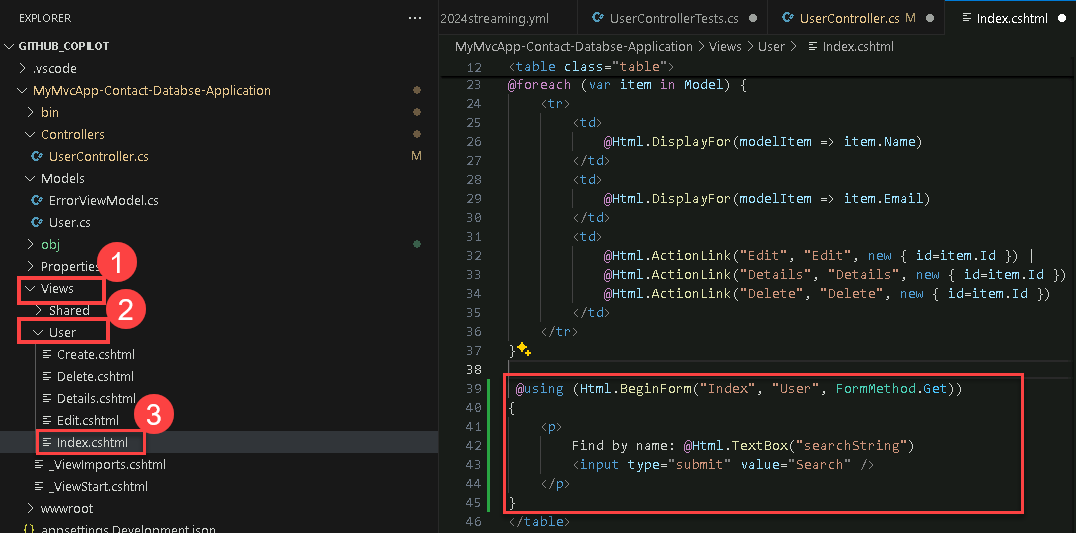 EXPLORER ···
GITHUB_COPILOT
.vscode
MyMvcApp-Contact-Databse-Application
bin
Controllers
UserController.cs M
Models
ErrorViewModel.cs
User.cs
obj
Properties
1
Views
2
Shared
User
Create.cshtml
Delete.cshtml
Details.cshtml
3
Edit.cshtml
Index.cshtml
_ViewImports.cshtml
_ViewStart.cshtml
wwwroot
{} appsettings.Development.json
2024streaming.yml UserControllerTests.cs UserController.cs M Index.cshtml
MyMvcApp-Contact-Databse-Application > Views > User > Index.cshtml
12 <table class="table">
23 @foreach (var item in Model) {
24 <tr>
25 <td>
26 @Html.DisplayFor(modelItem => item.Name)
27 </td>
28 <td>
29 @Html.DisplayFor(modelItem => item.Email)
30 </td>
31 <td>
32 @Html.ActionLink("Edit", "Edit", new { id=item.Id }) |
33 @Html.ActionLink("Details", "Details", new { id=item.Id })
34 @Html.ActionLink("Delete", "Delete", new { id=item.Id })
35 </td>
36 </tr>
37 }
38
39 @using (Html.BeginForm("Index", "User", FormMethod.Get))
40 {
41 <p>
42 Find by name: @Html.TextBox("searchString")
43 <input type="submit" value="Search" />
44 </p>
45 }
46 </table>